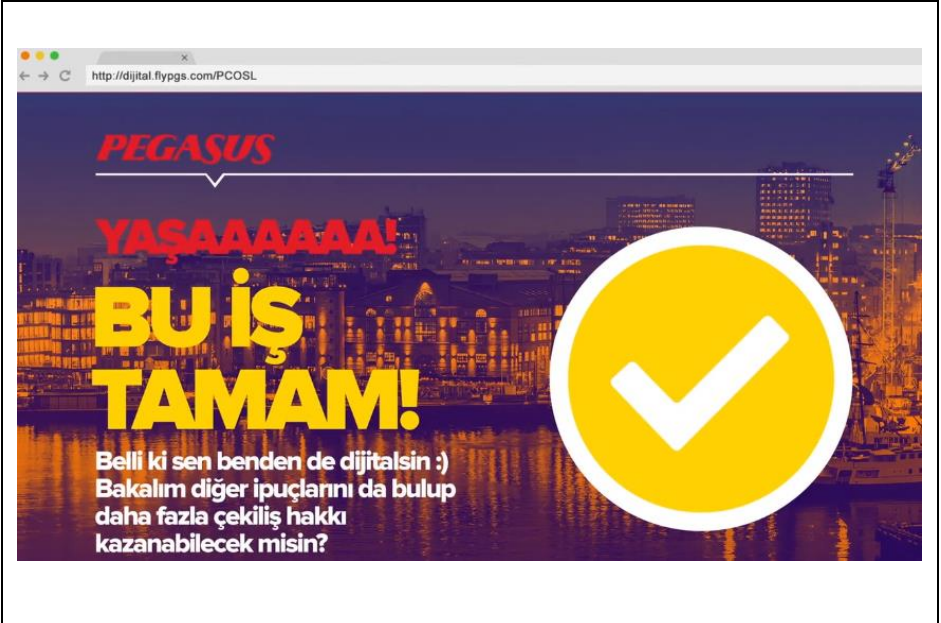 http://dijital.flypgs.com/PCOSL
PEGASUS
YAŞAAAAAA!
BU İŞ
TAMAM!
Belli ki sen benden de dijitalsin :)
Bakalım diğer ipuçlarını da bulup
daha fazla çekiliş hakkı
kazanabilecek misin?